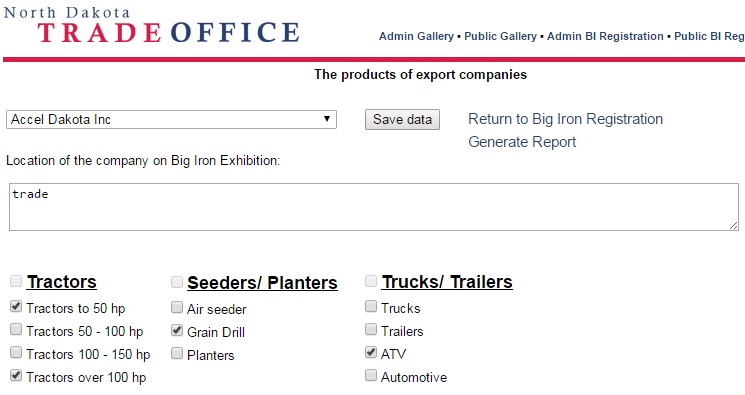 North Dakota
TRADE OFFICE
Admin Gallery ▪ Public Gallery ▪ Admin BI Registration ▪ Public BI Reg
The products of export companies
Accel Dakota Inc
Save data
Return to Big Iron Registration
Generate Report
Location of the company on Big Iron Exhibition:
trade
Tractors
Tractors to 50 hp
Tractors 50 - 100 hp
Tractors 100 - 150 hp
Tractors over 100 hp
Seeders/ Planters
Air seeder
Grain Drill
Planters
Trucks/ Trailers
Trucks
Trailers
ATV
Automotive